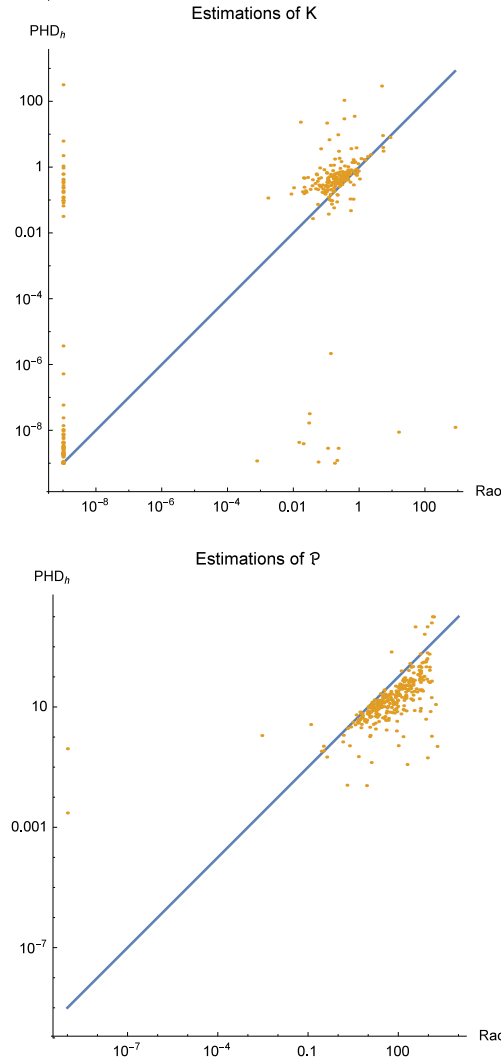 Estimations of K
PHDₕ
100
1
0.01
10⁻⁴
10⁻⁶
10⁻⁸
10⁻⁸ 10⁻⁶ 10⁻⁴ 0.01 1 100
Rao
Estimations of 𝒫
PHDₕ
10
0.001
10⁻⁷
10⁻⁷ 10⁻⁴ 0.1 100
Rao